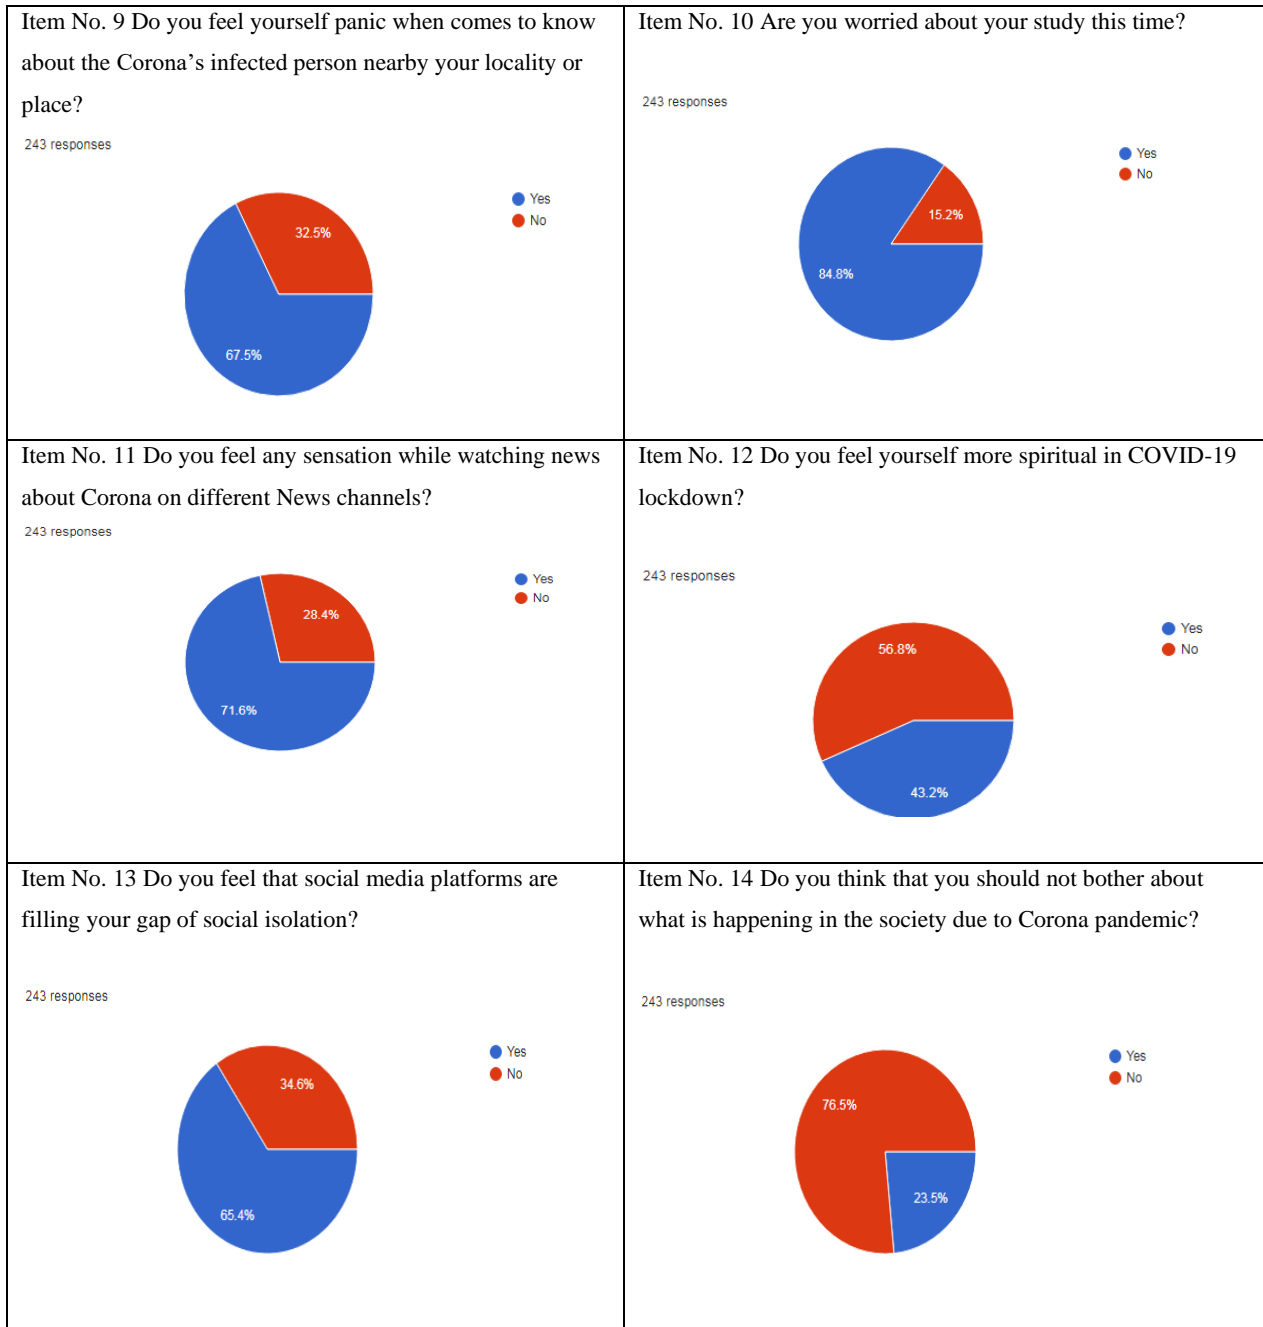 Item No. 9 Do you feel yourself panic when comes to know
about the Corona's infected person nearby your locality or
place?
243 responses
Yes
No
32.5%
67.5%
Item No. 10 Are you worried about your study this time?
243 responses
Yes
No
15.2%
84.8%
Item No. 11 Do you feel any sensation while watching news
about Corona on different News channels?
243 responses
Yes
No
28.4%
71.6%
Item No. 12 Do you feel yourself more spiritual in COVID-19
lockdown?
243 responses
Yes
No
56.8%
43.2%
Item No. 13 Do you feel that social media platforms are
filling your gap of social isolation?
243 responses
Yes
No
34.6%
65.4%
Item No. 14 Do you think that you should not bother about
what is happening in the society due to Corona pandemic?
243 responses
Yes
No
76.5%
23.5%